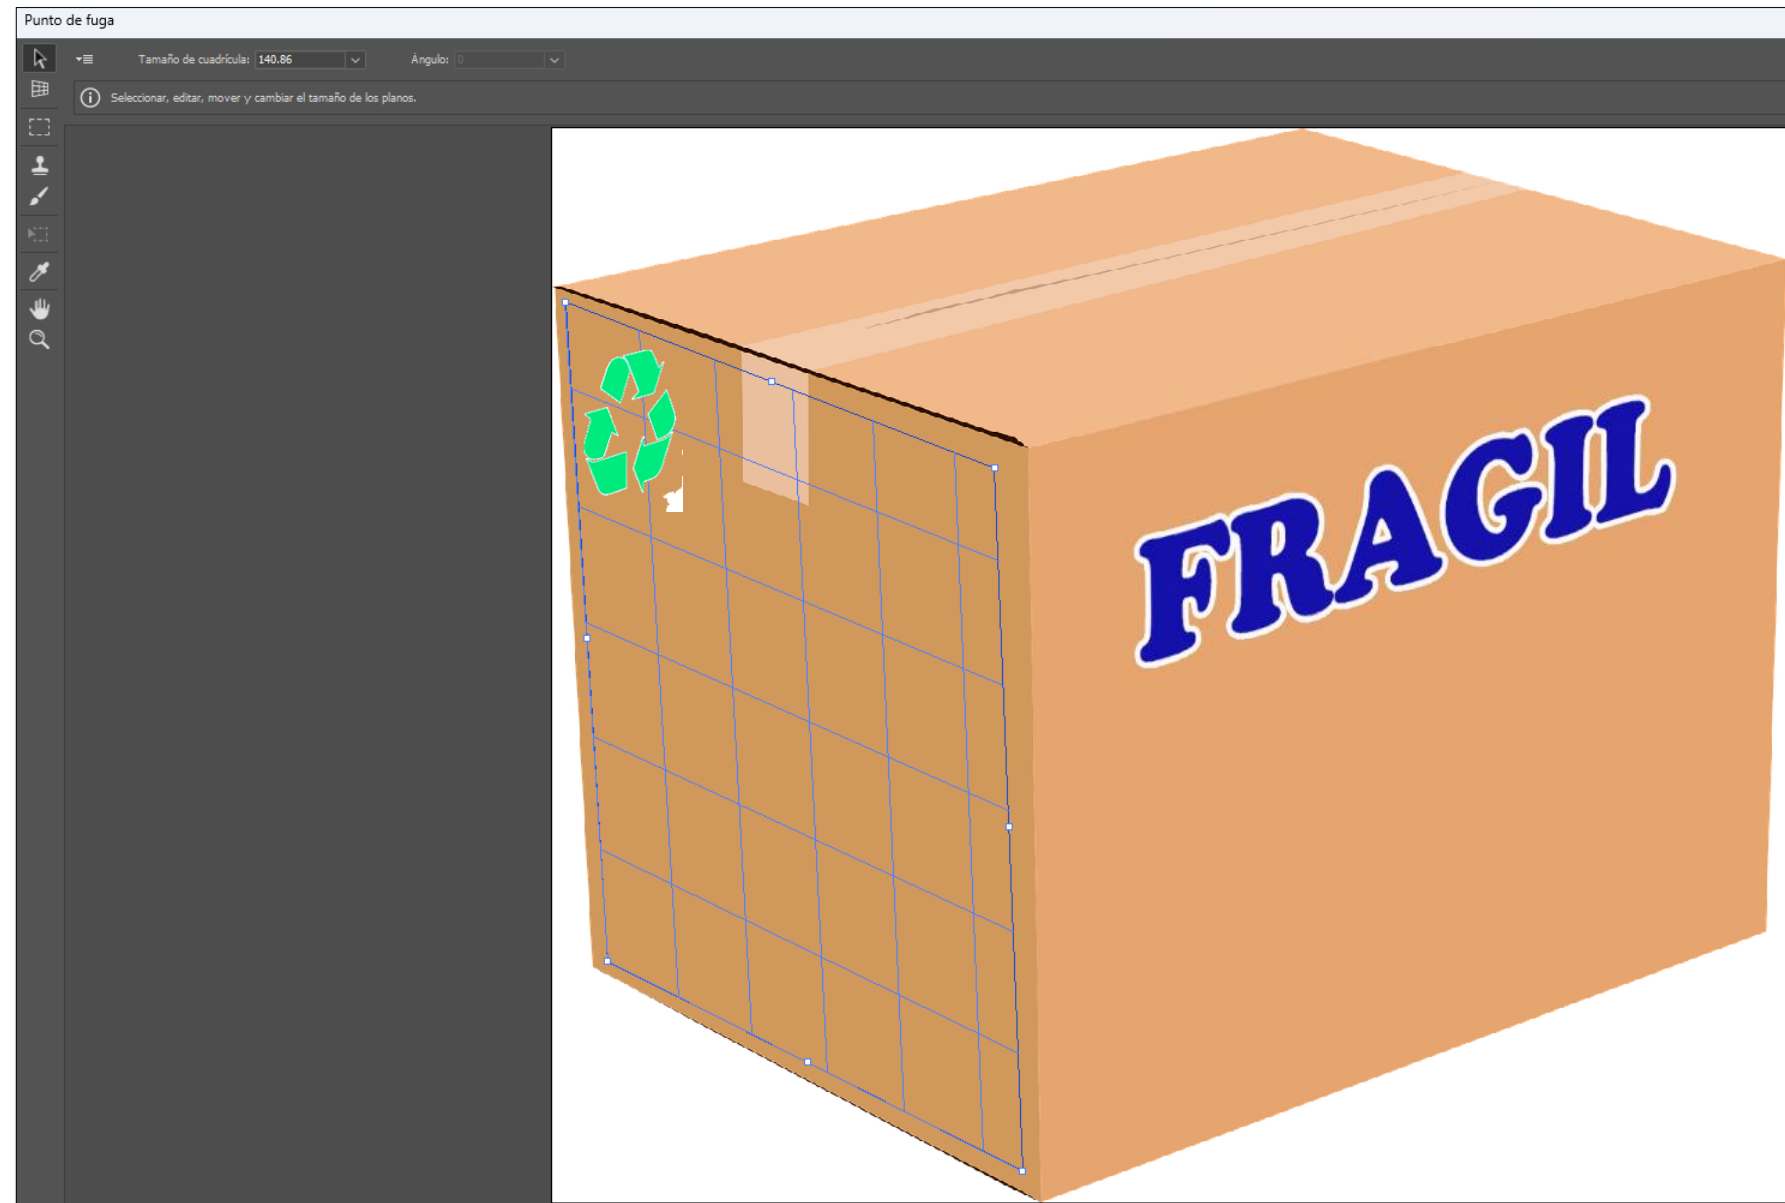 Punto de fuga
Tamaño de cuadrícula: 140.86 Ángulo: 0
Seleccionar, editar, mover y cambiar el tamaño de los planos.
FRAGIL